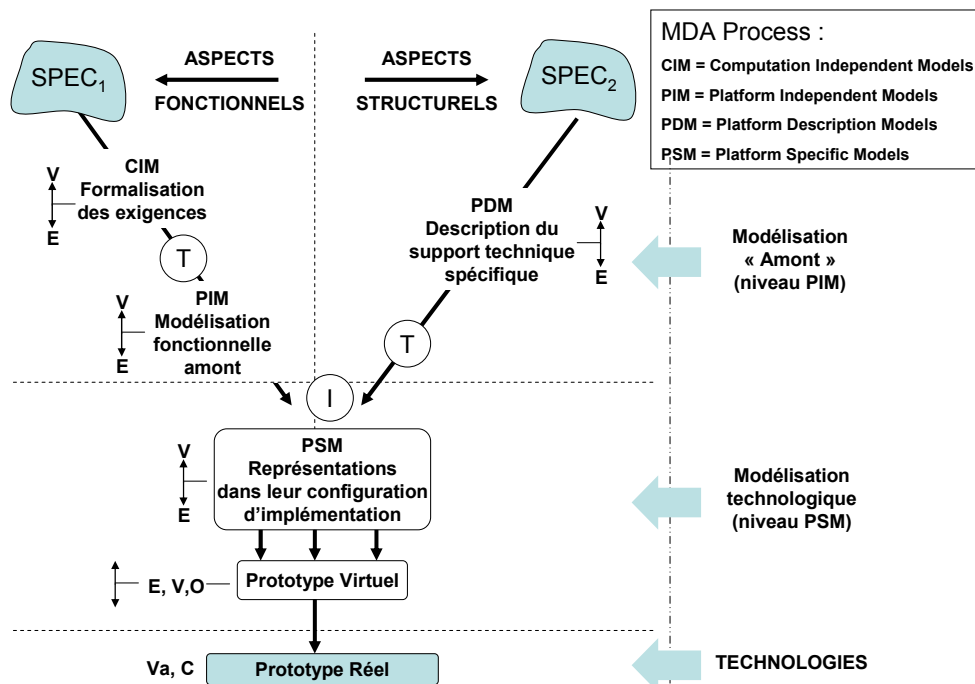 MDA Process :
CIM = Computation Independent Models
PIM = Platform Independent Models
PDM = Platform Description Models
PSM = Platform Specific Models
SPEC1
ASPECTS
FONCTIONNELS
ASPECTS
STRUCTURELS
SPEC2
V
E
CIM
Formalisation
des exigences
T
V
E
PIM
Modélisation
fonctionnelle
amont
PDM
Description du
support technique
spécifique
V
E
T
Modélisation
« Amont »
(niveau PIM)
I
V
E
PSM
Représentations
dans leur configuration
d’implémentation
Modélisation
technologique
(niveau PSM)
E, V,O
Prototype Virtuel
Va, C
Prototype Réel
TECHNOLOGIES